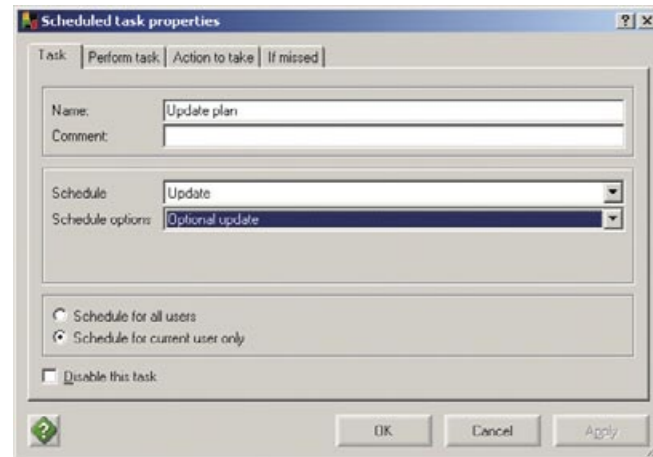 Scheduled task properties
Task Perform task Action to take If missed
Name: Update plan
Comment:
Schedule Update
Schedule options Optional update
Schedule for all users
Schedule for current user only
Disable this task
OK Cancel Apply